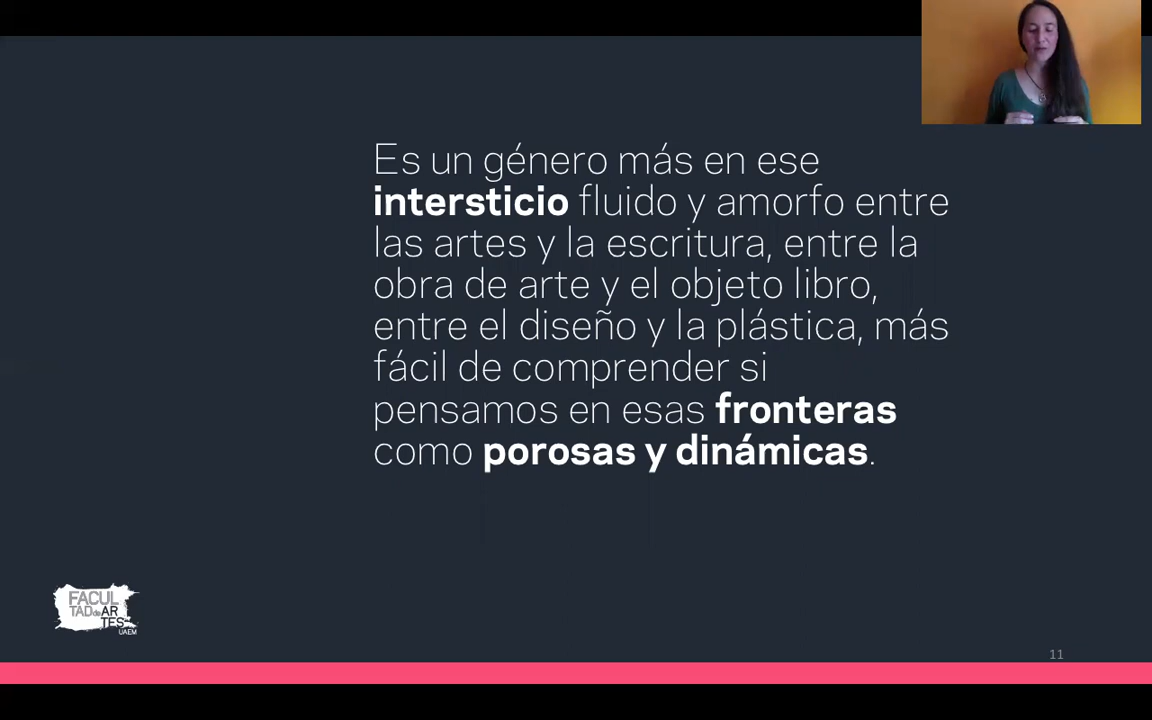 Es un género más en ese
intersticio fluido y amorfo entre
las artes y la escritura, entre la
obra de arte y el objeto libro,
entre el diseño y la plástica, más
fácil de comprender si
pensamos en esas fronteras
como porosas y dinámicas.
FACUL
TAD de AR
TES
UAEM
11